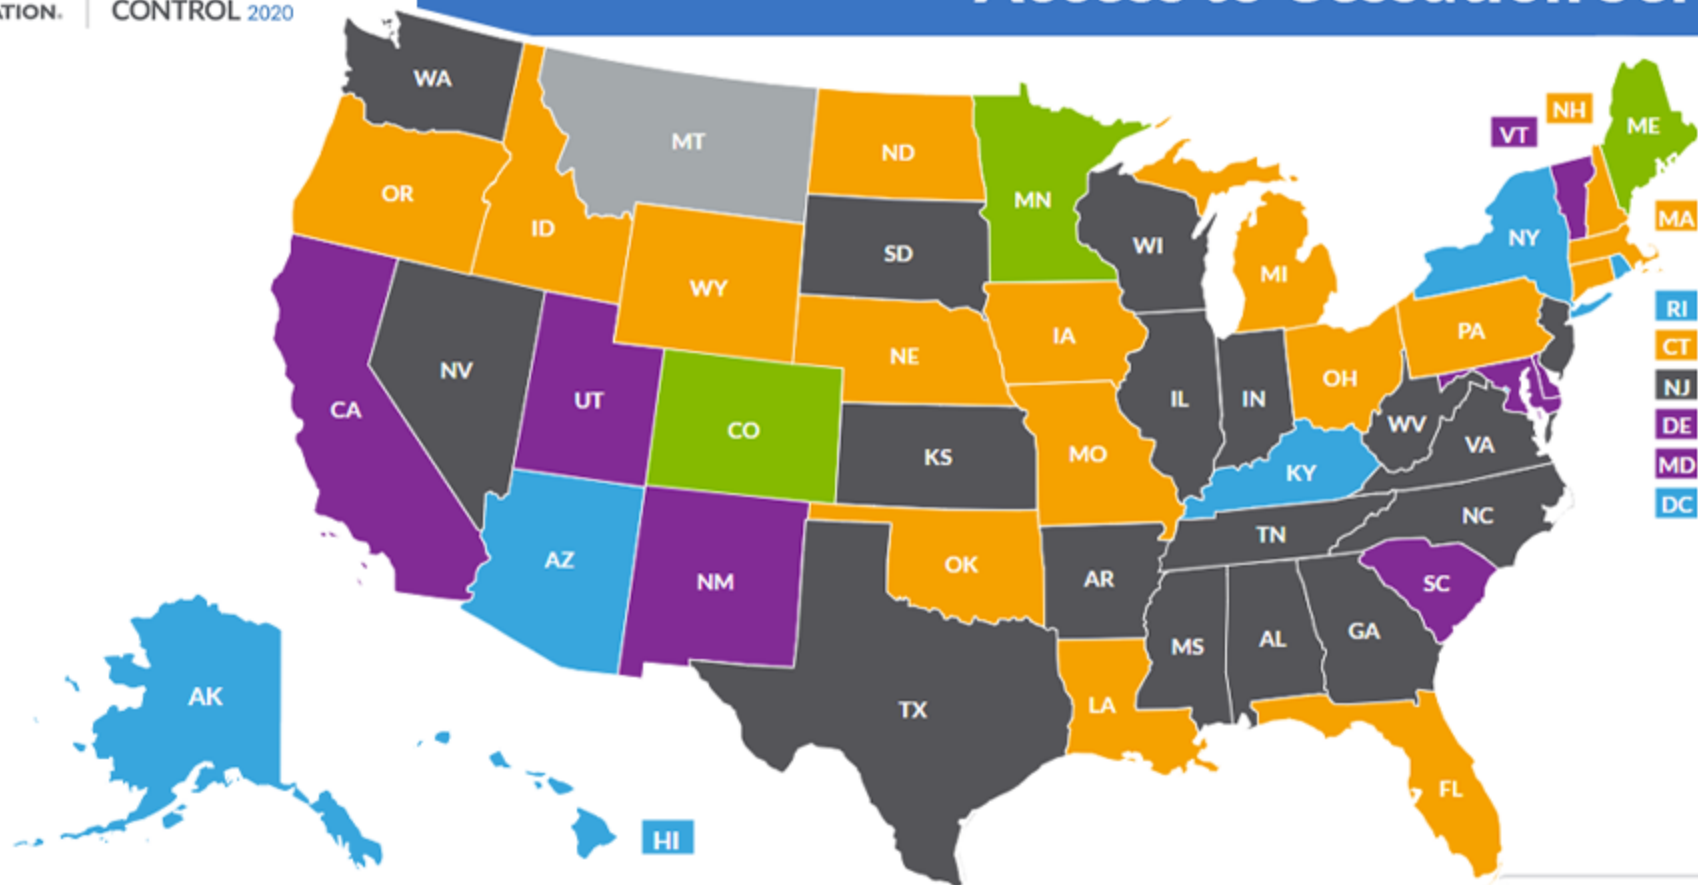 CONTROL 2020
WA
MT
ND
MN
OR
ID
WY
SD
WI
MI
VT
NH
ME
MA
NY
RI
CT
NJ
DE
MD
DC
PA
IA
NE
NV
UT
CA
CO
KS
MO
IL
IN
OH
WV
VA
KY
NC
TN
SC
AZ
NM
OK
AR
MS
AL
GA
LA
TX
FL
AK
HI